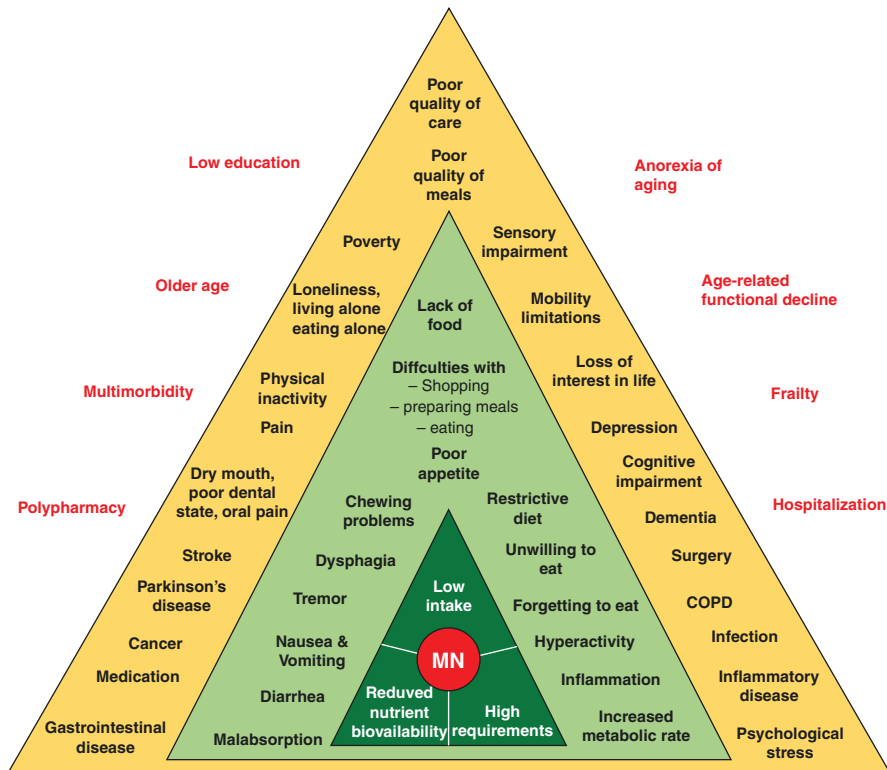 Poor
quality of
care
Poor
quality of
meals
Low education
Older age
Multimorbidity
Polypharmacy
Anorexia of
aging
Age-related
functional decline
Frailty
Hospitalization
Poverty
Loneliness,
living alone
eating alone
Physical
inactivity
Pain
Dry mouth,
poor dental
state, oral pain
Stroke
Parkinson's
disease
Cancer
Medication
Gastrointestinal
disease
Sensory
impairment
Mobility
limitations
Loss of
interest in life
Depression
Cognitive
impairment
Dementia
Surgery
COPD
Infection
Inflammatory
disease
Psychological
stress
Lack of
food
Diffculties with
– Shopping
– preparing meals
– eating
Poor
appetite
Chewing
problems
Dysphagia
Tremor
Nausea &
Vomiting
Diarrhea
Malabsorption
Restrictive
diet
Unwilling to
eat
Forgetting to eat
Hyperactivity
Inflammation
Increased
metabolic rate
Low
intake
MN
Reduved
nutrient
biovailability
High
requirements